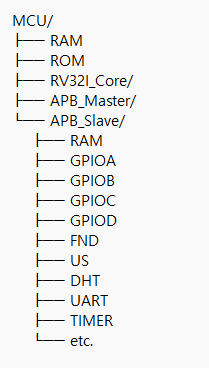 MCU/
├── RAM
├── ROM
├── RV32I_Core/
├── APB_Master/
└── APB_Slave/
    ├── RAM
    ├── GPIOA
    ├── GPIOB
    ├── GPIOC
    ├── GPIOD
    ├── FND
    ├── US
    ├── DHT
    ├── UART
    ├── TIMER
    └── etc.